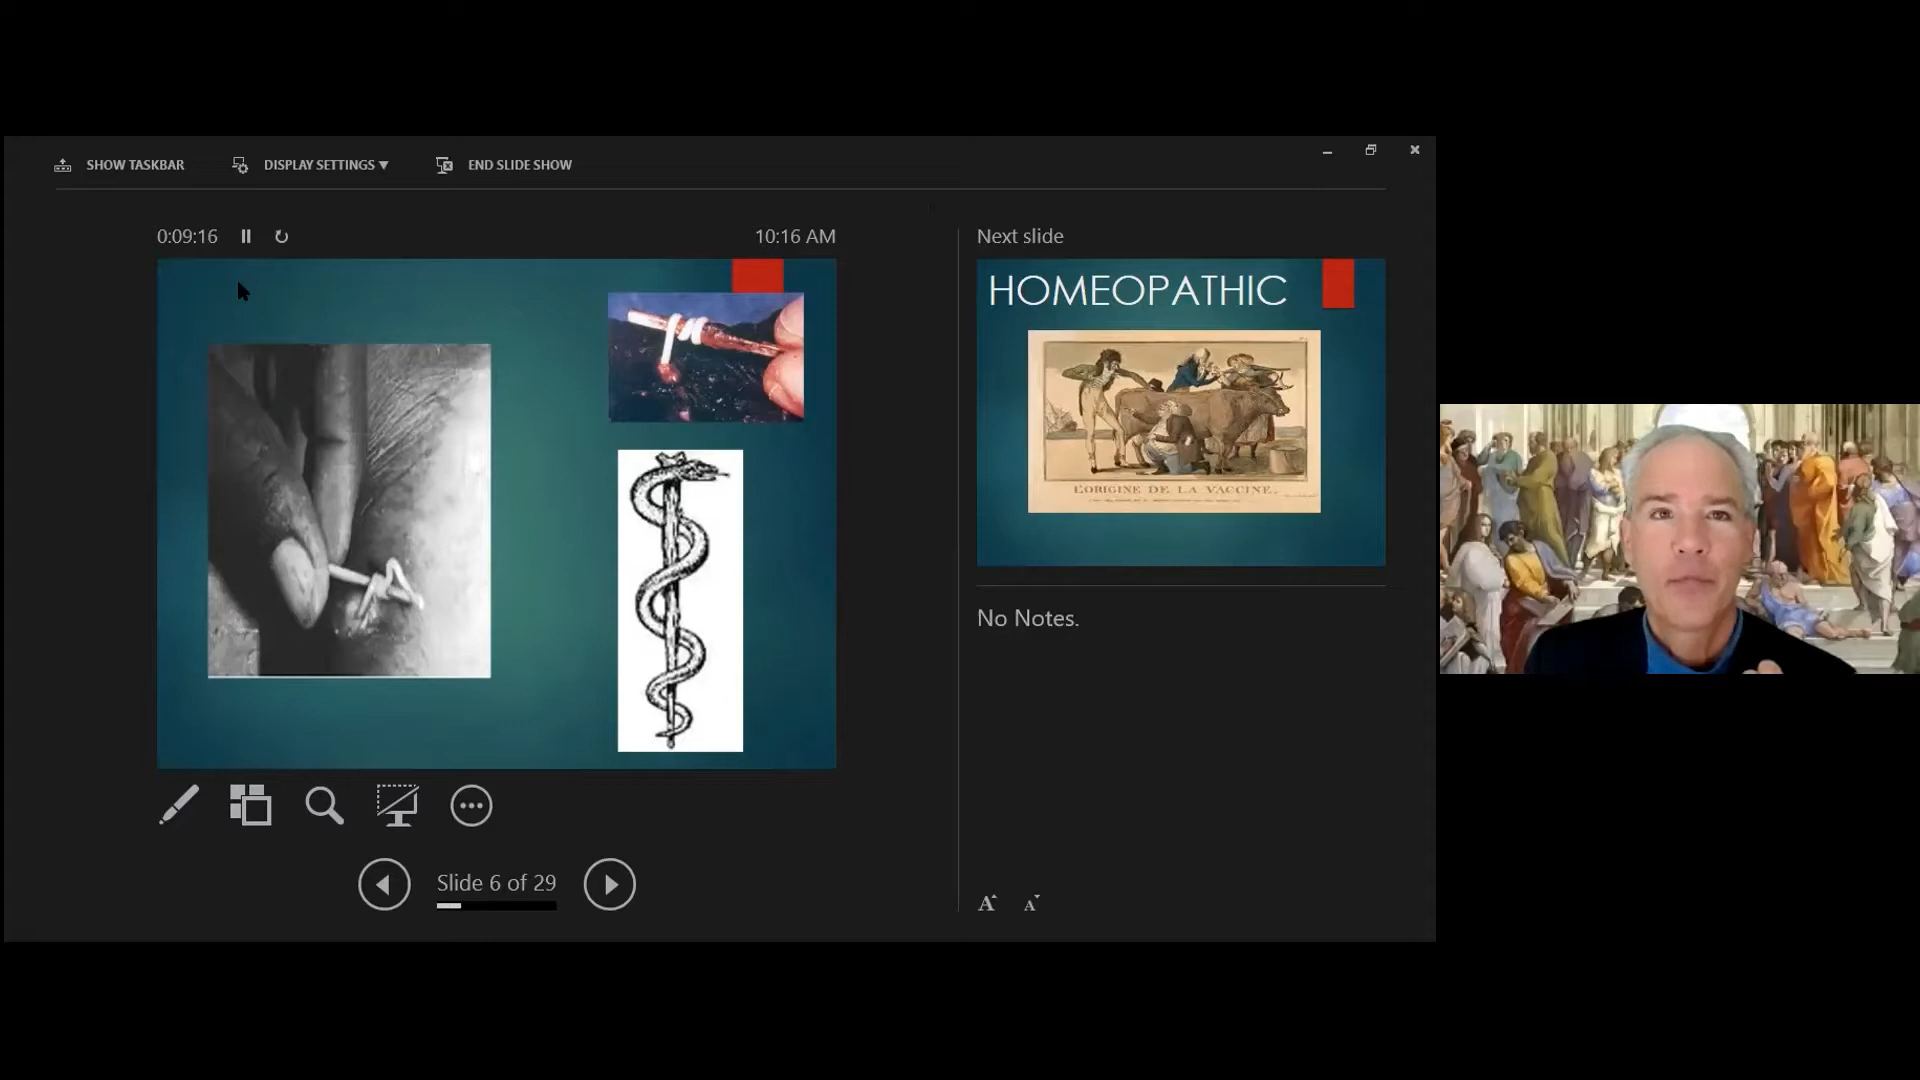 SHOW TASKBAR
DISPLAY SETTINGS ▼
END SLIDE SHOW
0:09:16
10:16 AM
Next slide
HOMEOPATHIC
L'ORIGINE DE LA VACCINE.
No Notes.
Slide 6 of 29
A A